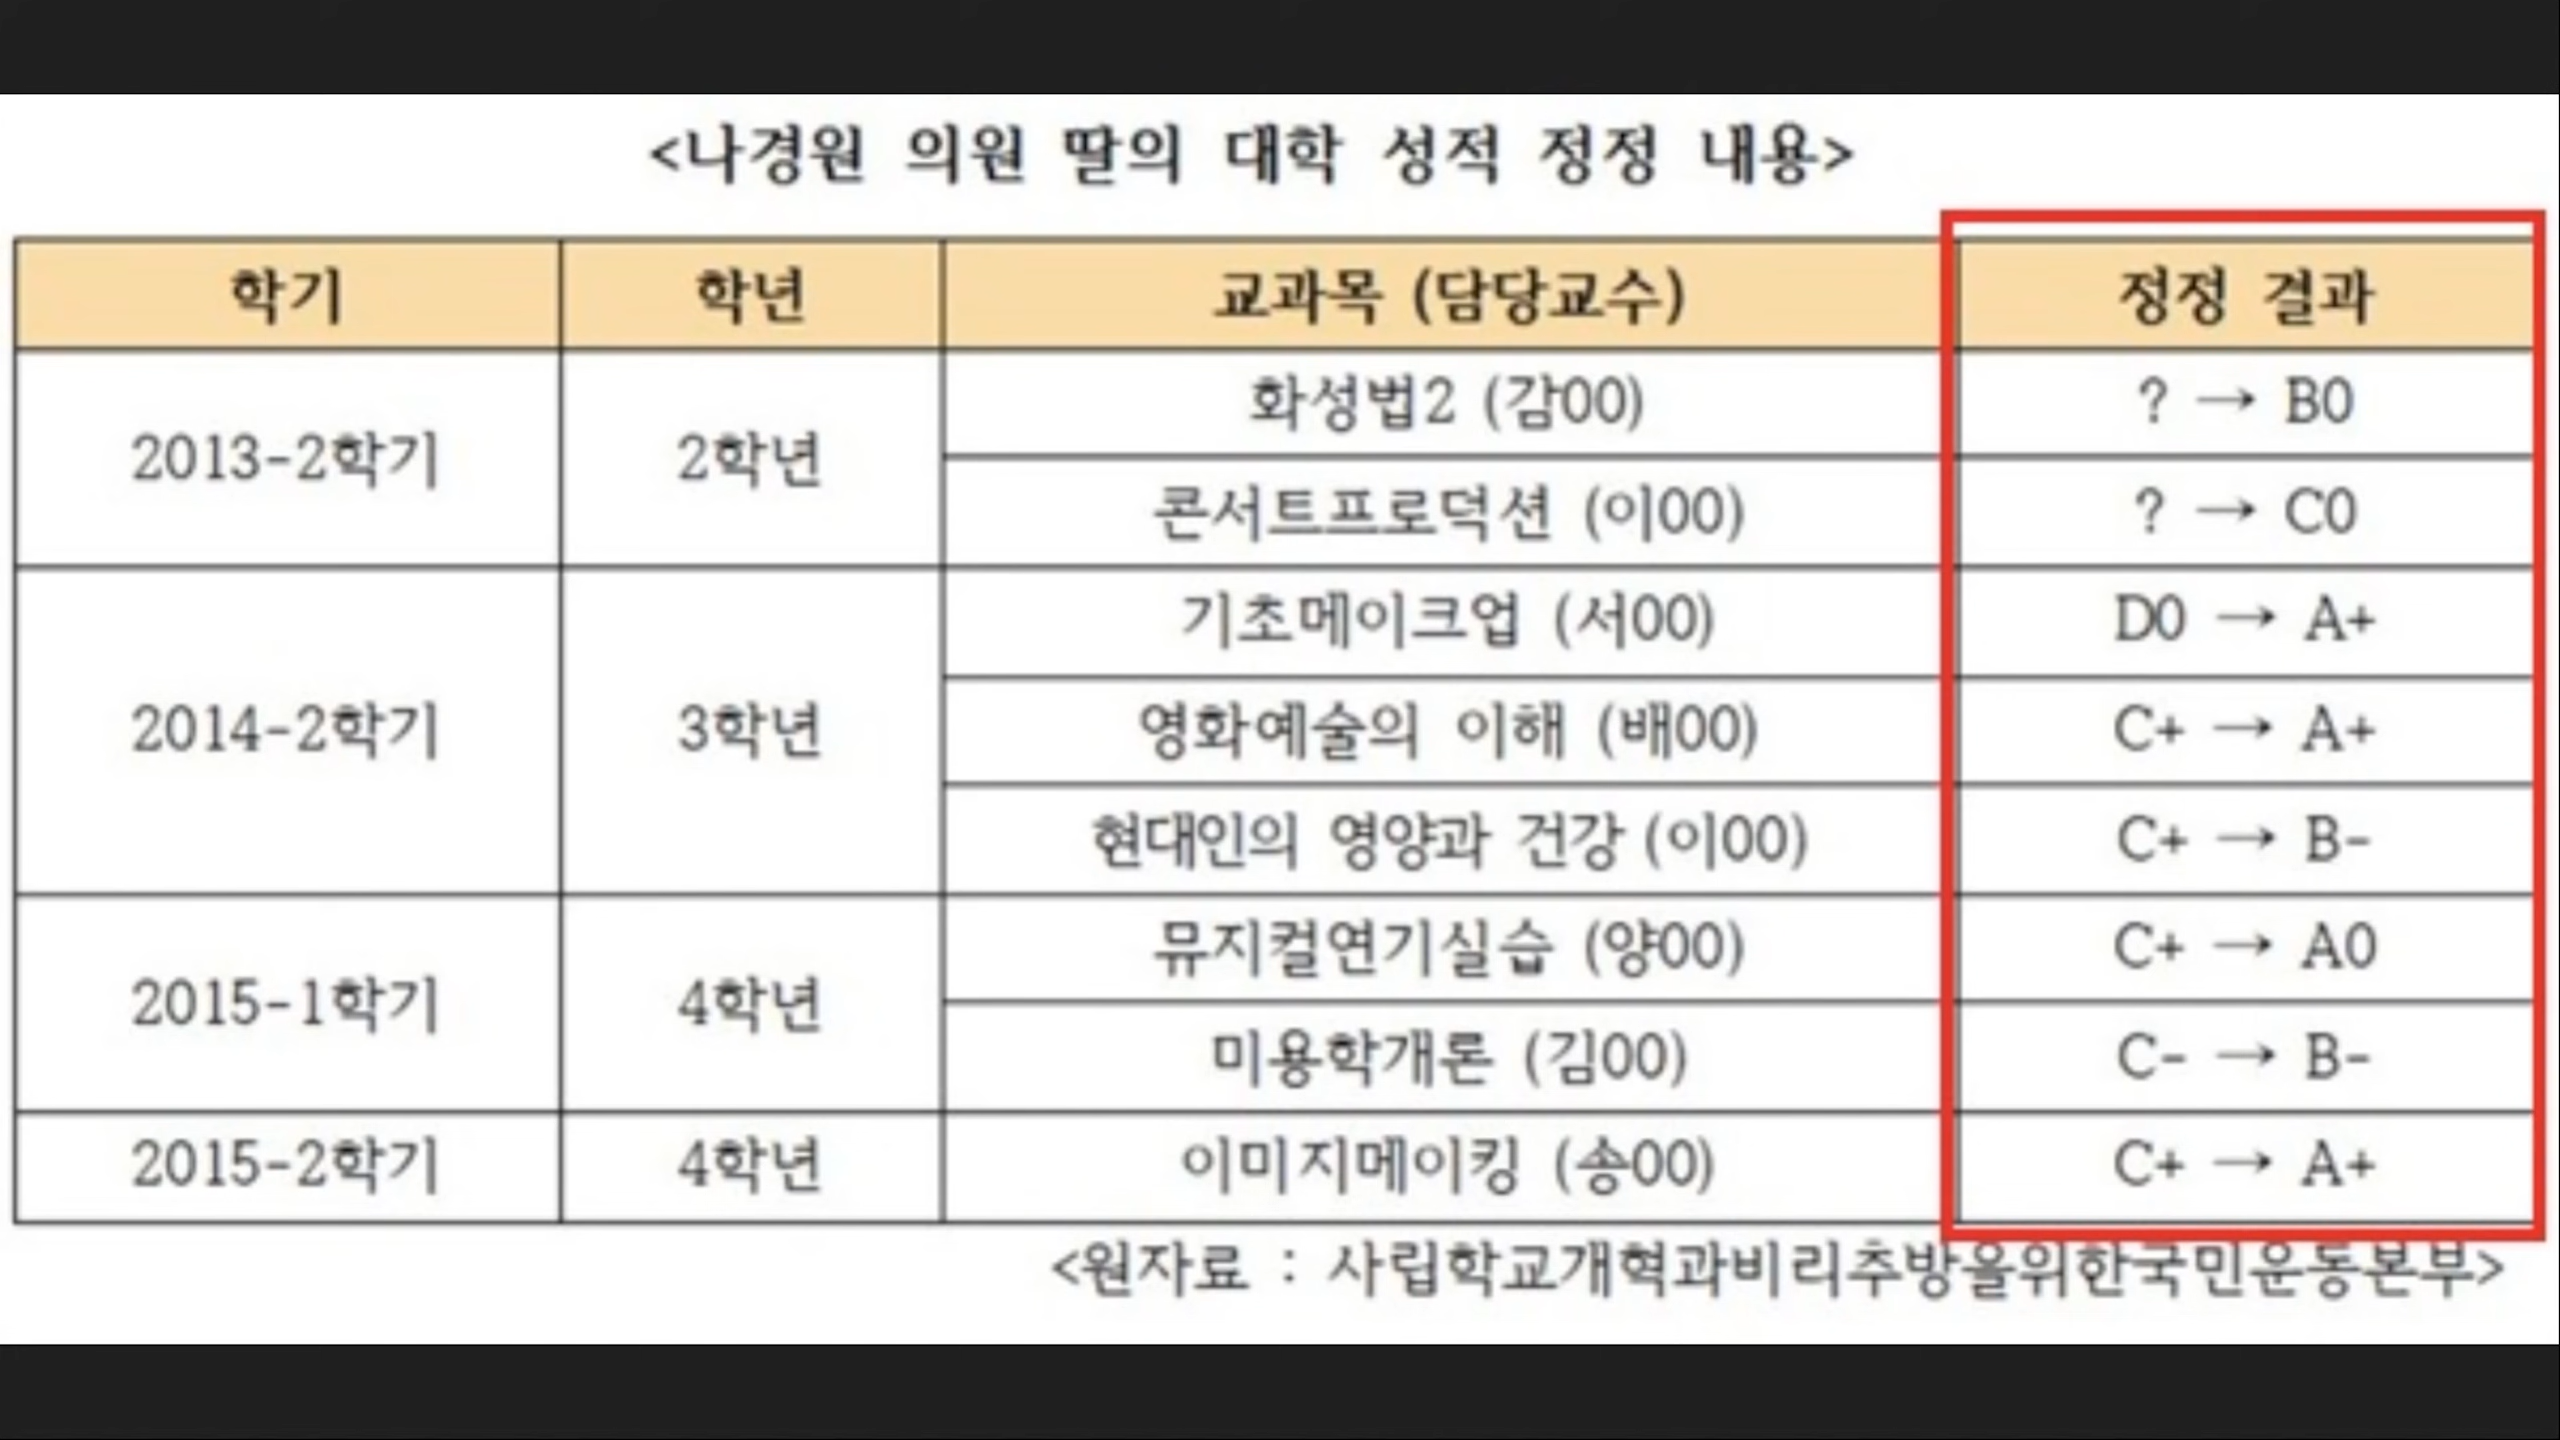 <나경원 의원 딸의 대학 성적 정정 내용>
학기 학년 교과목 (담당교수) 정정 결과
2013-2학기 2학년 화성법2 (감00) ? → B0
콘서트프로덕션 (이00) ? → C0
2014-2학기 3학년 기초메이크업 (서00) D0 → A+
영화예술의 이해 (배00) C+ → A+
현대인의 영양과 건강 (이00) C+ → B-
2015-1학기 4학년 뮤지컬연기실습 (양00) C+ → A0
미용학개론 (김00) C- → B-
2015-2학기 4학년 이미지메이킹 (송00) C+ → A+
<원자료 : 사립학교개혁과비리추방을위한국민운동본부>